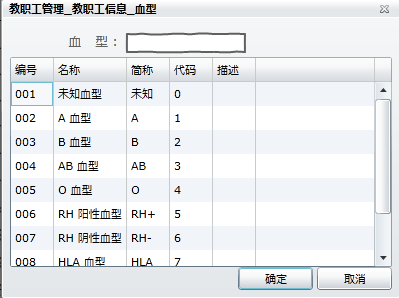 教职工管理_教职工信息_血型
血 型：
编号 名称 简称 代码 描述
001 未知血型 未知 0
002 A 血型 A 1
003 B 血型 B 2
004 AB 血型 AB 3
005 O 血型 O 4
006 RH 阳性血型 RH+ 5
007 RH 阴性血型 RH- 6
008 HLA 血型 HLA 7
确定 取消